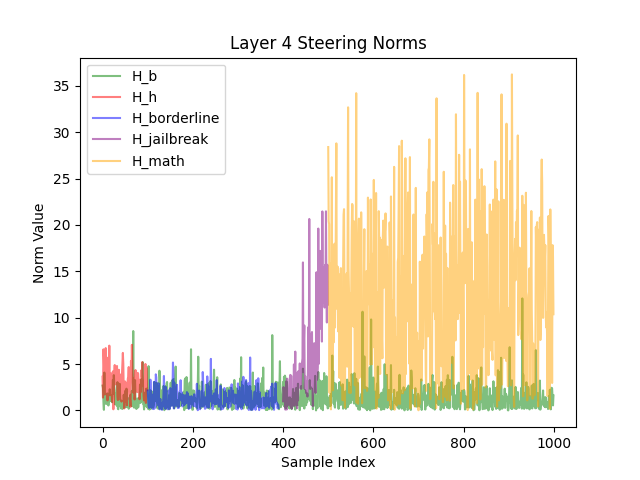 Layer 4 Steering Norms
H_b
H_h
H_borderline
H_jailbreak
H_math
Norm Value
35
30
25
20
15
10
5
0
0 200 400 600 800 1000
Sample Index